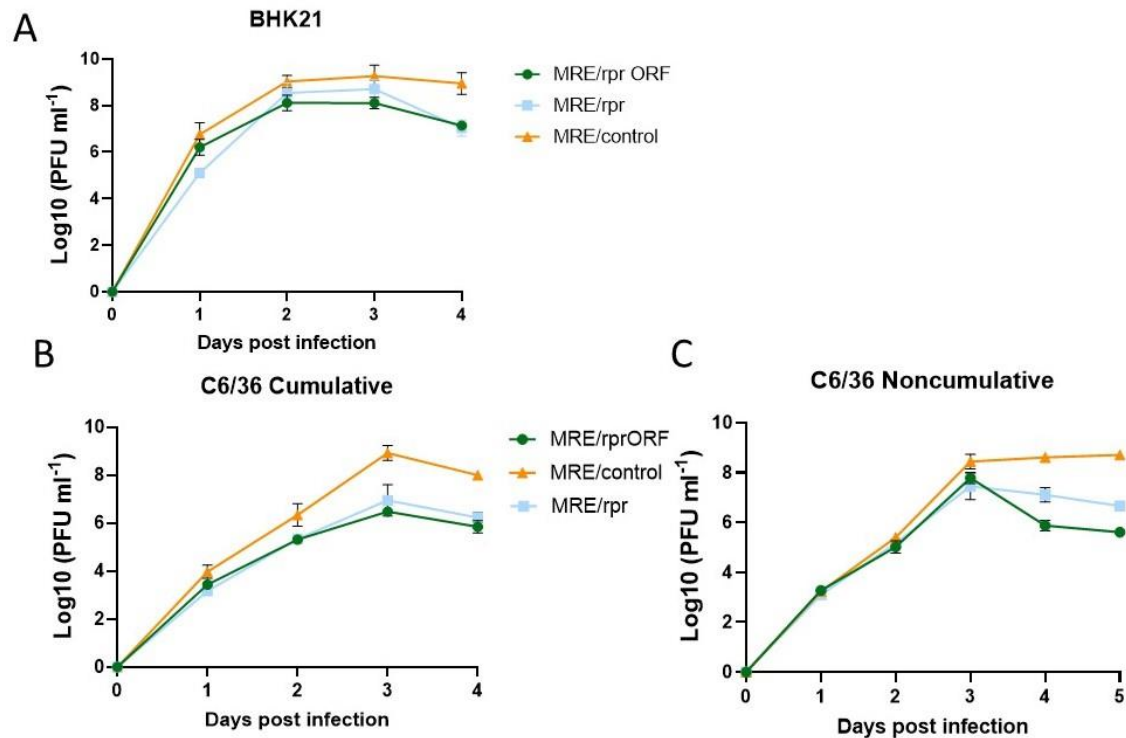 A
BHK21
Log10 (PFU ml⁻¹)
10
8
6
4
2
0
0 1 2 3 4
Days post infection
MRE/rpr ORF
MRE/rpr
MRE/control
B
C6/36 Cumulative
Log10 (PFU ml⁻¹)
10
8
6
4
2
0
0 1 2 3 4
Days post infection
MRE/rprORF
MRE/control
MRE/rpr
C
C6/36 Noncumulative
Log10 (PFU ml⁻¹)
10
8
6
4
2
0
0 1 2 3 4 5
Days post infection